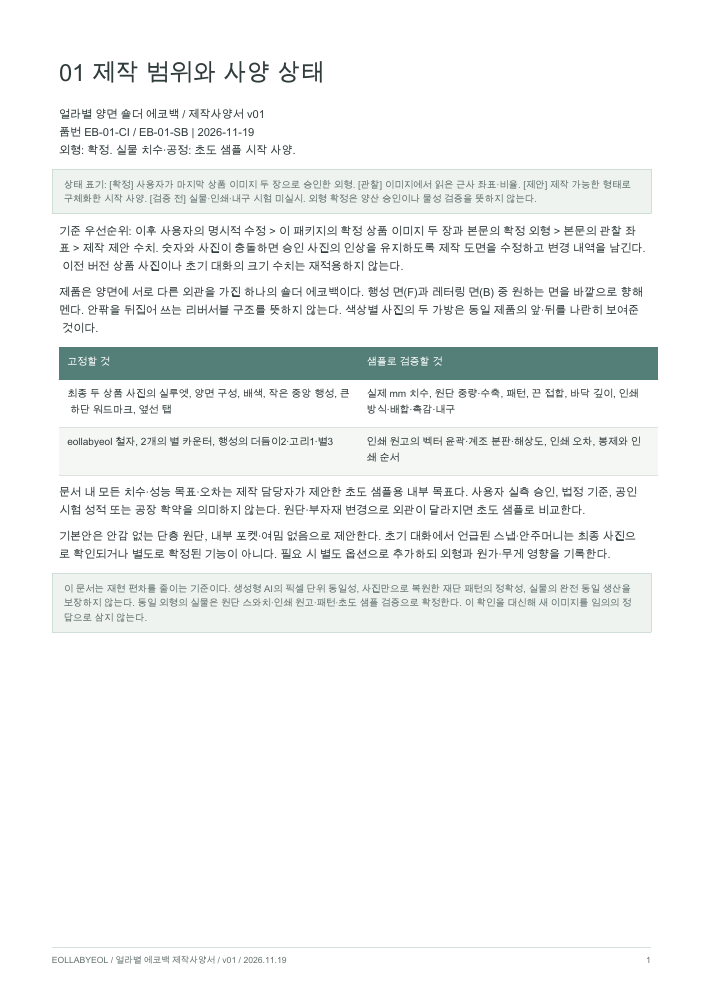 01 제작 범위와 사양 상태
얼라별 양면 숄더 에코백 / 제작사양서 v01
품번 EB-01-CI / EB-01-SB | 2026-11-19
외형: 확정. 실물 치수·공정: 초도 샘플 시작 사양.
상태 표기: [확정] 사용자가 마지막 상품 이미지 두 장으로 승인한 외형. [관찰] 이미지에서 읽은 근사 좌표·비율. [제안] 제작 가능한 형태로
구체화한 시작 사양. [검증 전] 실물·인쇄·내구 시험 미실시. 외형 확정은 양산 승인이나 물성 검증을 뜻하지 않는다.
기준 우선순위: 이후 사용자의 명시적 수정 > 이 패키지의 확정 상품 이미지 두 장과 본문의 확정 외형 > 본문의 관찰 좌
표 > 제작 제안 수치. 숫자와 사진이 충돌하면 승인 사진의 인상을 유지하도록 제작 도면을 수정하고 변경 내역을 남긴다.
이전 버전 상품 사진이나 초기 대화의 크기 수치는 재적용하지 않는다.
제품은 양면에 서로 다른 외관을 가진 하나의 숄더 에코백이다. 행성 면(F)과 레터링 면(B) 중 원하는 면을 바깥으로 향해
멘다. 안팎을 뒤집어 쓰는 리버서블 구조를 뜻하지 않는다. 색상별 사진의 두 가방은 동일 제품의 앞·뒤를 나란히 보여준
것이다.
고정할 것 샘플로 검증할 것
최종 두 상품 사진의 실루엣, 양면 구성, 배색, 작은 중앙 행성, 큰 실제 mm 치수, 원단 중량·수축, 패턴, 끈 접합, 바닥 깊이, 인쇄
하단 워드마크, 옆선 탭 방식·배합·촉감·내구
eollabyeol 철자, 2개의 별 카운터, 행성의 더듬이2·고리1·별3 인쇄 원고의 벡터 윤곽·계조 분판·해상도, 인쇄 오차, 봉제와 인
쇄 순서
문서 내 모든 치수·성능 목표·오차는 제작 담당자가 제안한 초도 샘플용 내부 목표다. 사용자 실측 승인, 법정 기준, 공인
시험 성적 또는 공장 확약을 의미하지 않는다. 원단·부자재 변경으로 외관이 달라지면 초도 샘플로 비교한다.
기본안은 안감 없는 단층 원단, 내부 포켓·여밈 없음으로 제안한다. 초기 대화에서 언급된 스냅·안주머니는 최종 사진으
로 확인되거나 별도로 확정된 기능이 아니다. 필요 시 별도 옵션으로 추가하되 외형과 원가·무게 영향을 기록한다.
이 문서는 재현 편차를 줄이는 기준이다. 생성형 AI의 픽셀 단위 동일성, 사진만으로 복원한 재단 패턴의 정확성, 실물의 완전 동일 생산을
보장하지 않는다. 동일 외형의 실물은 원단 스와치·인쇄 원고·패턴·초도 샘플 검증으로 확정한다. 이 확인을 대신해 새 이미지를 임의의 정
답으로 삼지 않는다.
EOLLABYEOL / 얼라별 에코백 제작사양서 / v01 / 2026.11.19 1